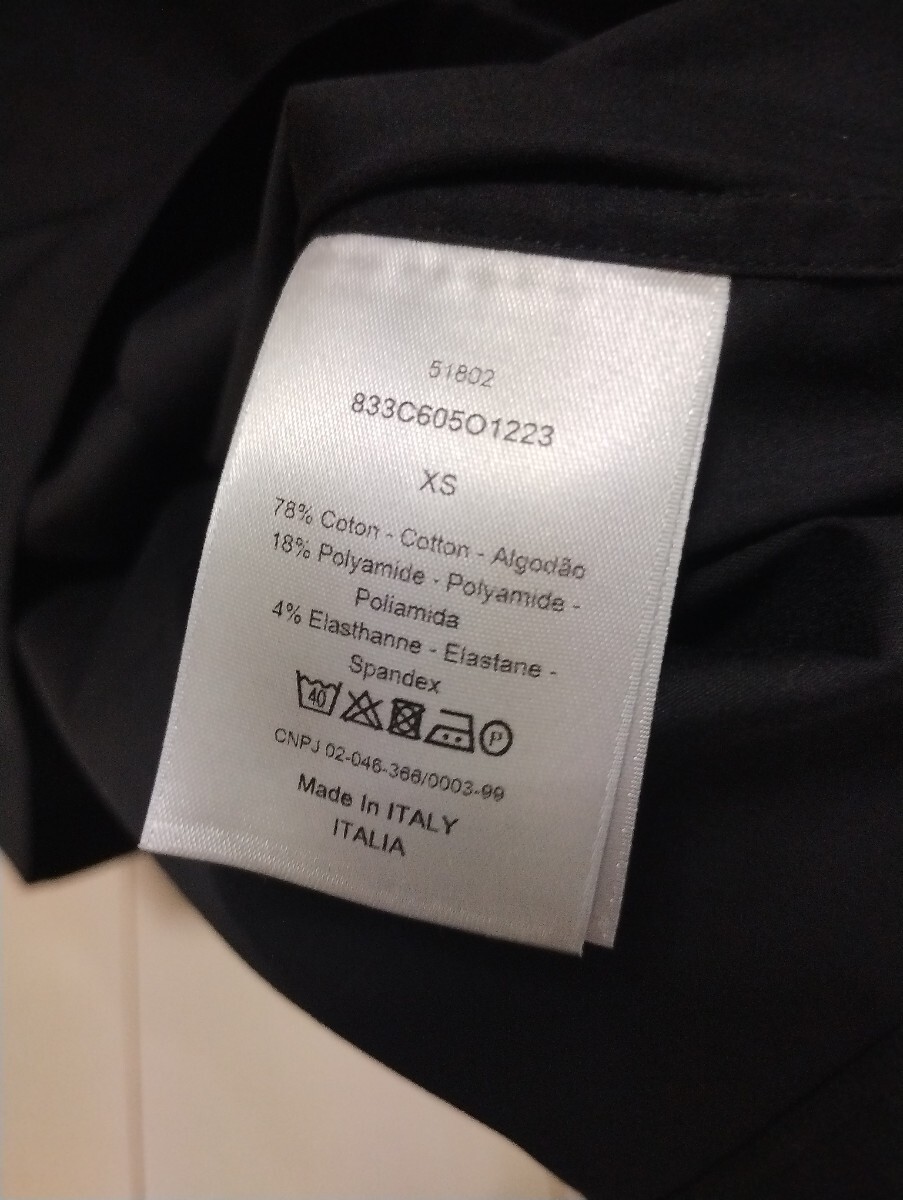 51802
833C605O1223
XS
78% Coton - Cotton - Algodão
18% Polyamide - Polyamide -
Poliamida
4% Elasthanne - Elastane -
Spandex
40 P
CNPJ 02-046-366/0003-99
Made In ITALY
ITALIA